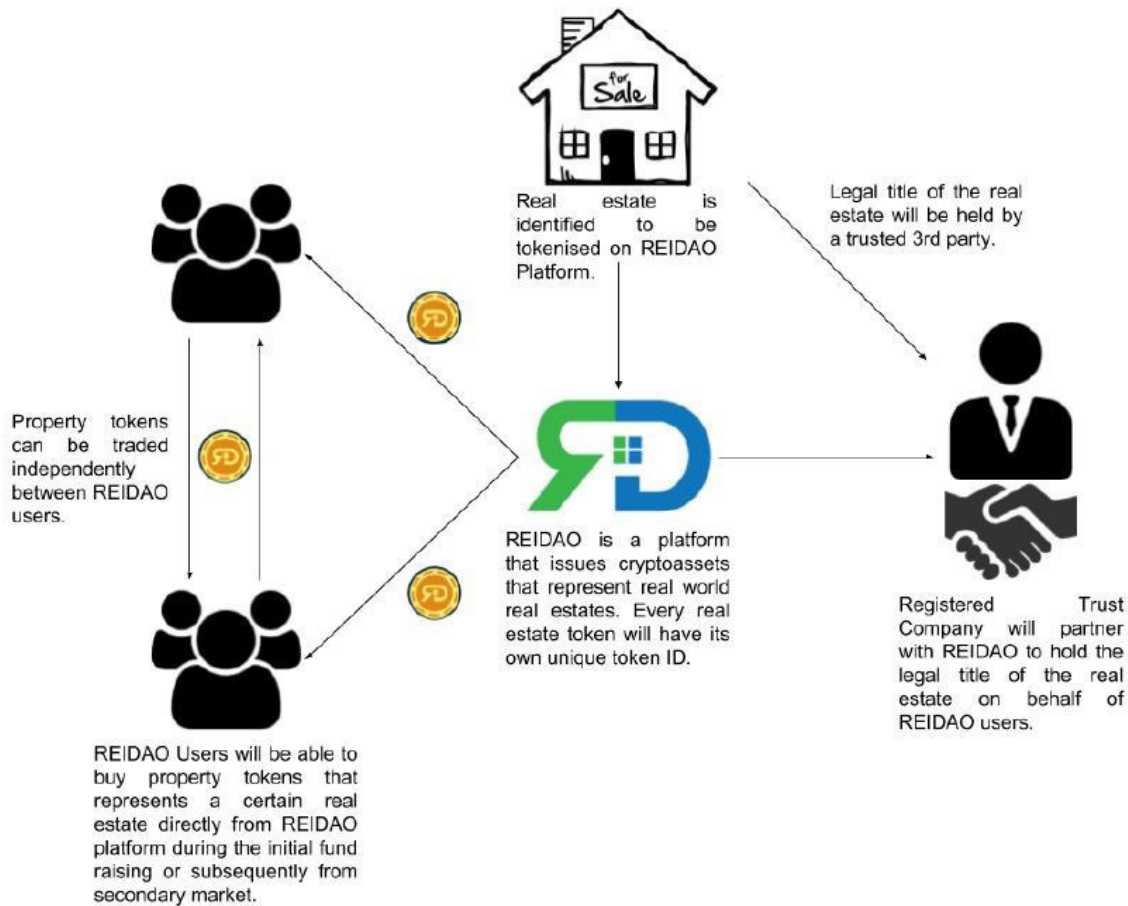 for
Sale
Real estate is
identified to be
tokenised on REIDAO
Platform.
Legal title of the real
estate will be held by
a trusted 3rd party.
RD
Property tokens
can be traded
independently
between REIDAO
users.
RD
RD
RD
REIDAO is a platform
that issues cryptoassets
that represent real world
real estates. Every real
estate token will have its
own unique token ID.
Registered Trust
Company will partner
with REIDAO to hold the
legal title of the real
estate on behalf of
REIDAO users.
REIDAO Users will be able to
buy property tokens that
represents a certain real
estate directly from REIDAO
platform during the initial fund
raising or subsequently from
secondary market.